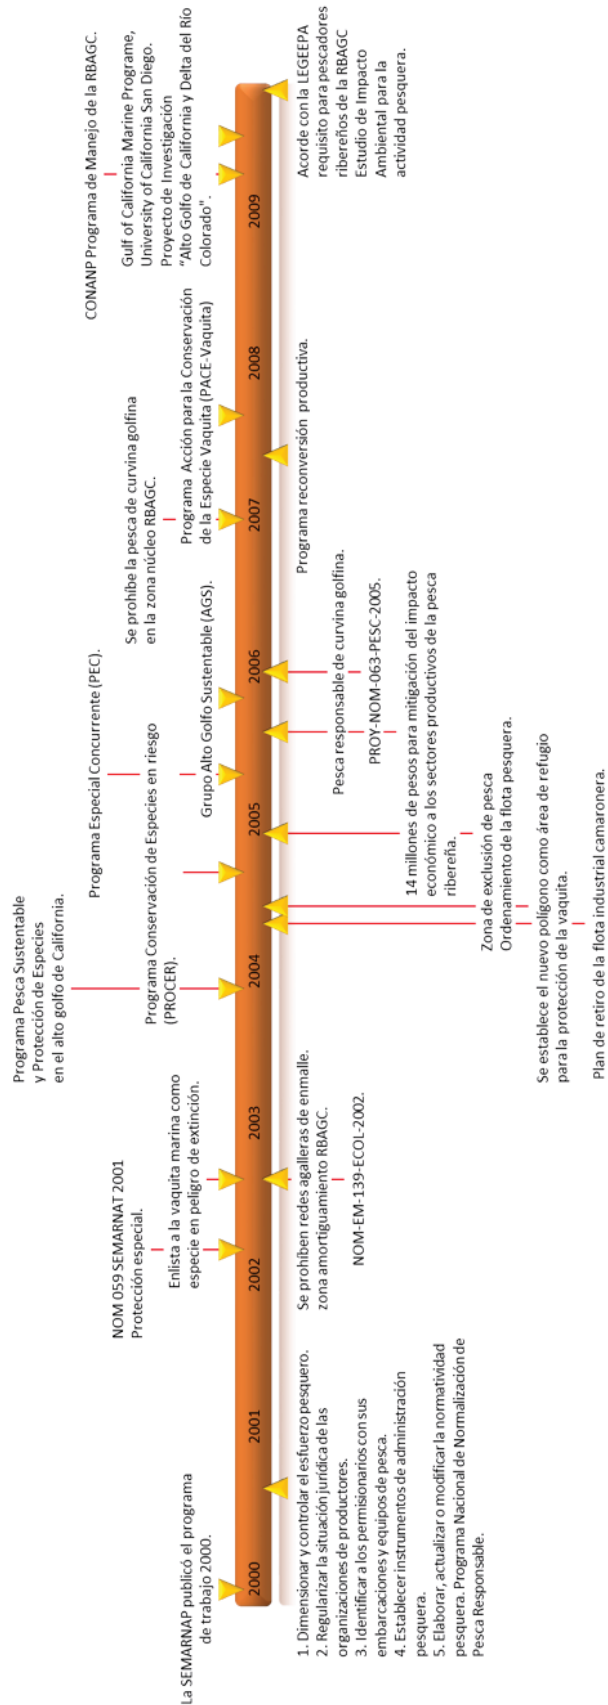 La SEMARNAP publicó el programa
de trabajo 2000.
NOM 059 SEMARNAT 2001
Protección especial.
Enlista a la vaquita marina como
especie en peligro de extinción.
Programa Pesca Sustentable
y Protección de Especies
en el alto golfo de California.
Programa Conservación de Especies en riesgo
(PROCER).
Programa Especial Concurrente (PEC).
Grupo Alto Golfo Sustentable (AGS).
Se prohíbe la pesca de curvina golfina
en la zona núcleo RBAGC.
Programa Acción para la Conservación
de la Especie Vaquita (PACE-Vaquita)
CONANP Programa de Manejo de la RBAGC.
Gulf of California Marine Programe,
University of California San Diego.
Proyecto de Investigación
“Alto Golfo de California y Delta del Río
Colorado".
2000
2001
2002
2003
2004
2005
2006
2007
2008
2009
1. Dimensionar y controlar el esfuerzo pesquero.
2. Regularizar la situación jurídica de las
organizaciones de productores.
3. Identificar a los permisionarios con sus
embarcaciones y equipos de pesca.
4. Establecer instrumentos de administración
pesquera.
5. Elaborar, actualizar o modificar la normatividad
pesquera. Programa Nacional de Normalización de
Pesca Responsable.
Se prohíben redes agalleras de enmalle.
zona amortiguamiento RBAGC.
NOM-EM-139-ECOL-2002.
Plan de retiro de la flota industrial camaronera.
Se establece el nuevo polígono como área de refugio
para la protección de la vaquita.
Zona de exclusión de pesca
Ordenamiento de la flota pesquera.
14 millones de pesos para mitigación del impacto
económico a los sectores productivos de la pesca
ribereña.
Pesca responsable de curvina golfina.
PROY-NOM-063-PESC-2005.
Programa reconversión productiva.
Acorde con la LEGEEPA
requisito para pescadores
ribereños de la RBAGC
Estudio de Impacto
Ambiental para la
actividad pesquera.